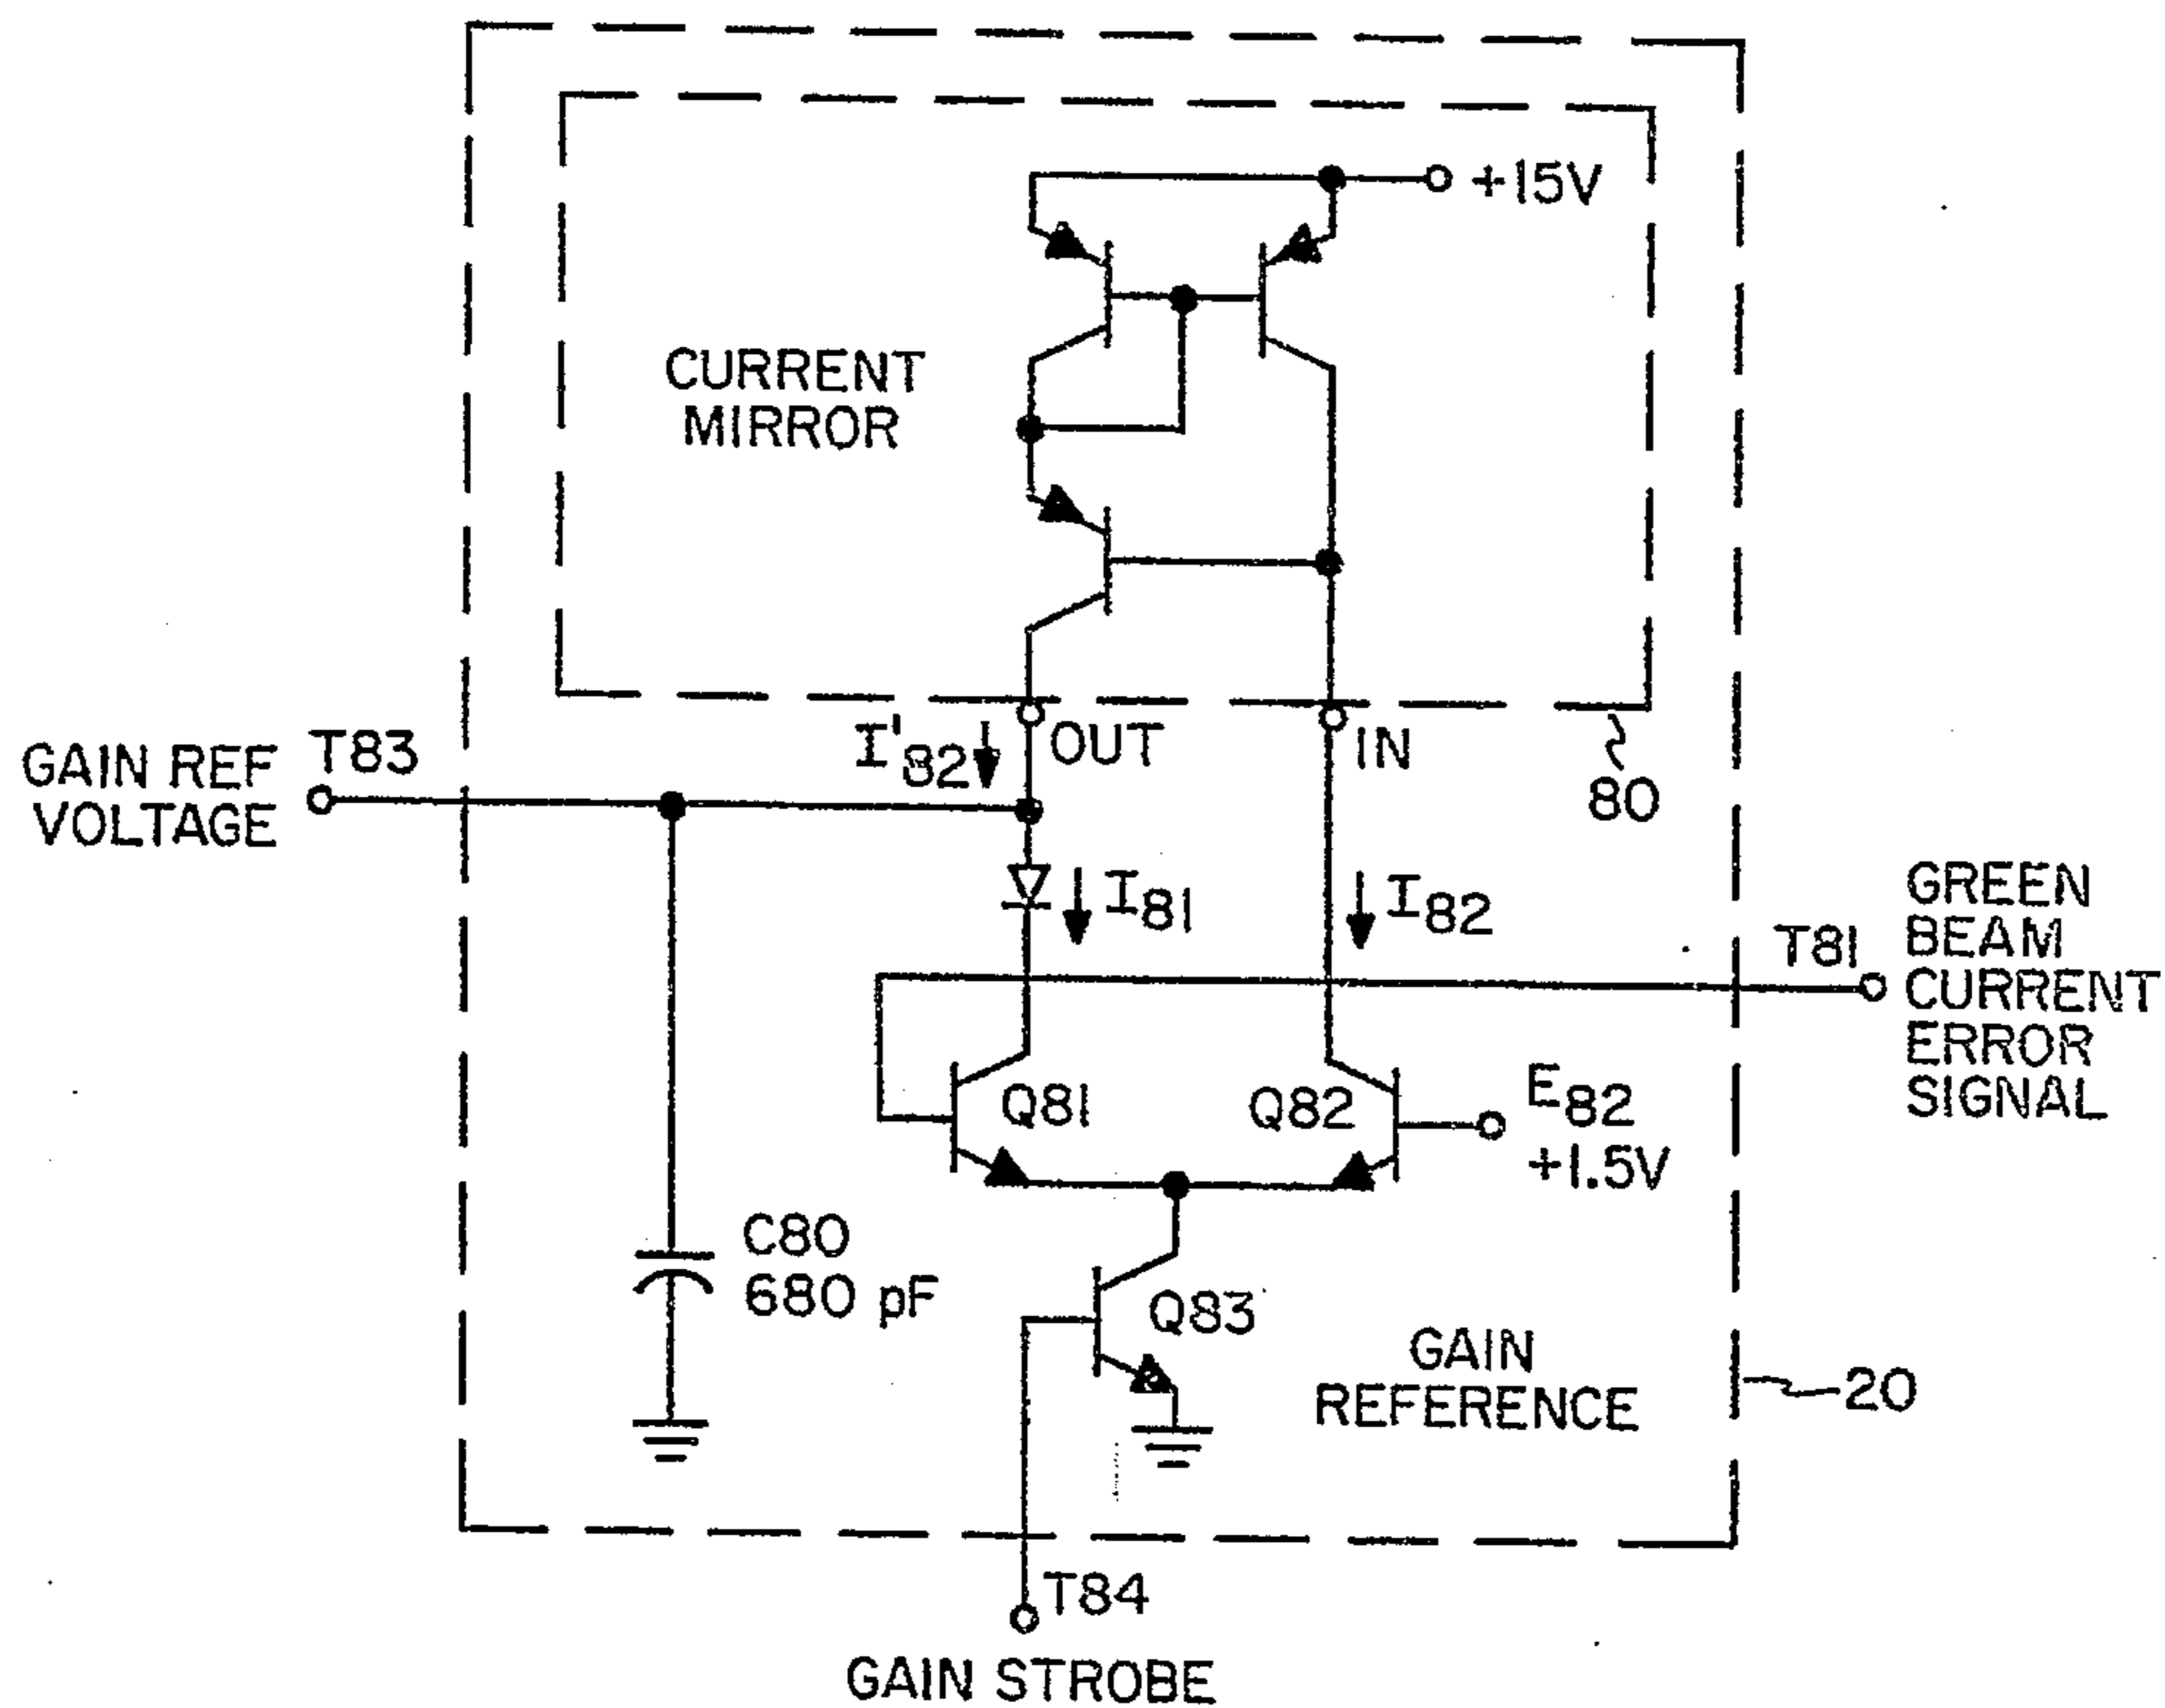 +15V
CURRENT
MIRROR
I'82
OUT
IN
80
GAIN REF
VOLTAGE
T83
I81
I82
T81
GREEN
BEAM
CURRENT
ERROR
SIGNAL
Q81
Q82
E82
+1.5V
C80
680 pF
Q83
GAIN
REFERENCE
20
T84
GAIN STROBE